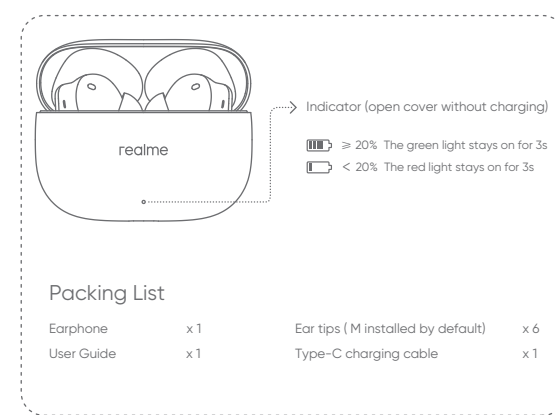 realme
Indicator (open cover without charging)
≥ 20% The green light stays on for 3s
< 20% The red light stays on for 3s
Packing List
Earphone x 1
Ear tips ( M installed by default) x 6
User Guide x 1
Type-C charging cable x 1